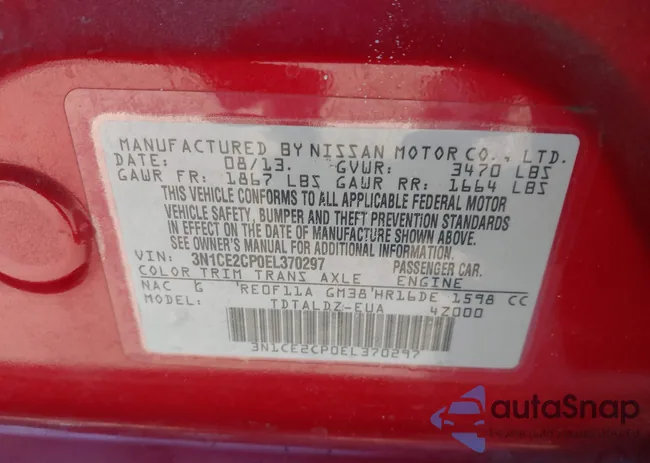 MANUFACTURED BY NISSAN MOTOR CO., LTD.
DATE: 08/13. GVWR: 3470 LBS
GAWR FR: 1867 LBS GAWR RR: 1664 LBS
THIS VEHICLE CONFORMS TO ALL APPLICABLE FEDERAL MOTOR
VEHICLE SAFETY, BUMPER AND THEFT PREVENTION STANDARDS
IN EFFECT ON THE DATE OF MANUFACTURE SHOWN ABOVE.
SEE OWNER'S MANUAL FOR ADDITIONAL INFORMATION.
VIN: 3N1CE2CP0EL370297 PASSENGER CAR.
COLOR TRIM TRANS AXLE ENGINE
NAC G RE0F11A GM38 HR16DE 1598 CC
MODEL: TDTALDZ-EUA 4Z000
3N1CE2CP0EL370297
autaSnap